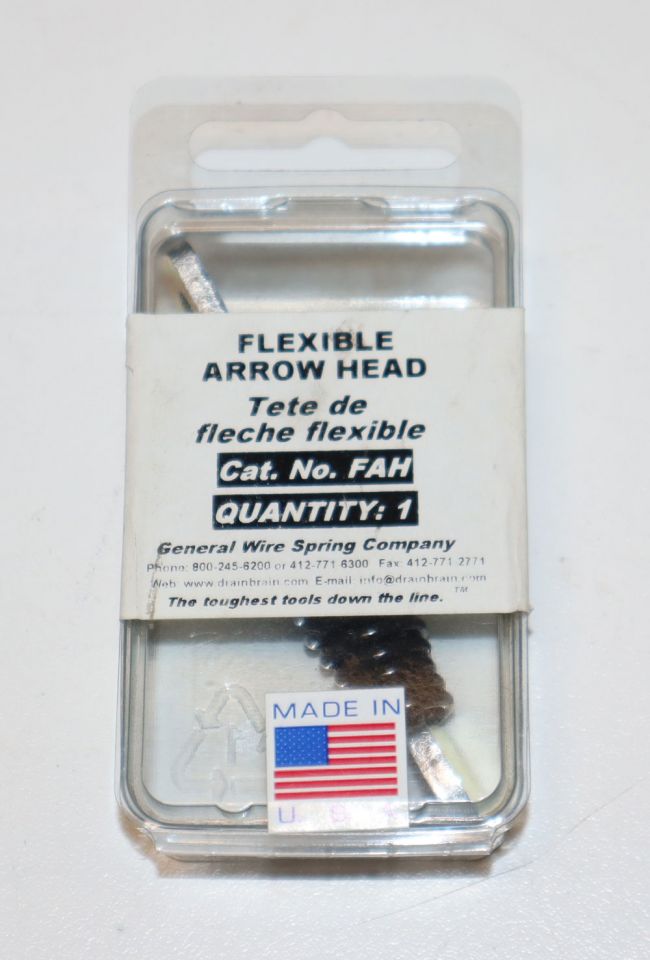 FLEXIBLE
ARROW HEAD
Tete de
fleche flexible
Cat. No. FAH
QUANTITY: 1
General Wire Spring Company
Phone: 800-245-6200 or 412-771-6300 Fax: 412-771-2771
Web: www.drainbrain.com E-mail: info@drainbrain.com
The toughest tools down the line.™
MADE IN
U. S. A.